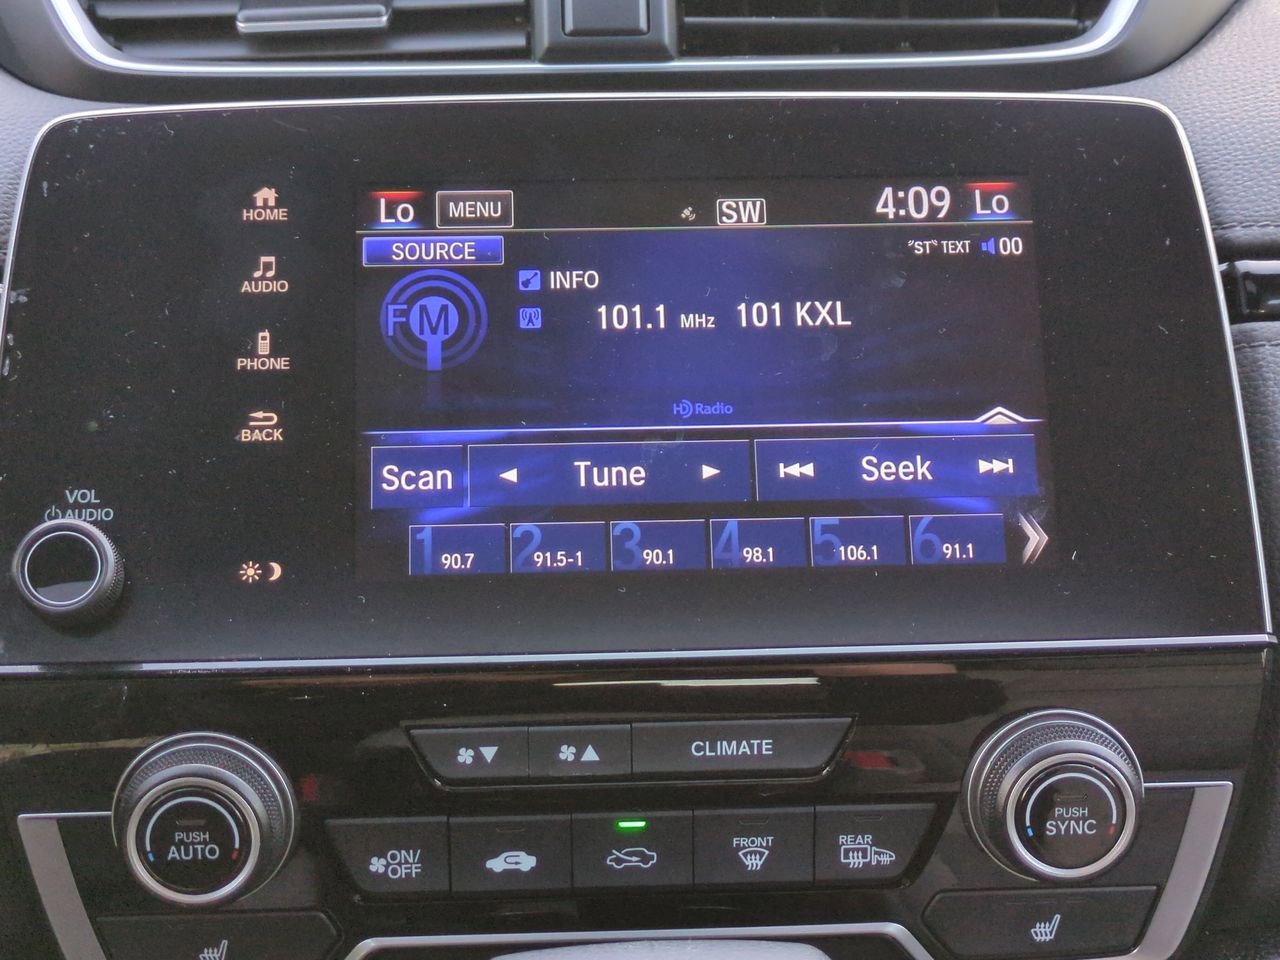 HOME
AUDIO
PHONE
BACK
VOL
AUDIO
Lo MENU SW 4:09 Lo
SOURCE "ST" TEXT 00
FM
INFO
101.1 MHz 101 KXL
HD Radio
Scan Tune Seek
1 90.7 2 91.5-1 3 90.1 4 98.1 5 106.1 6 91.1
CLIMATE
PUSH
AUTO
ON/
OFF
FRONT
REAR
PUSH
SYNC